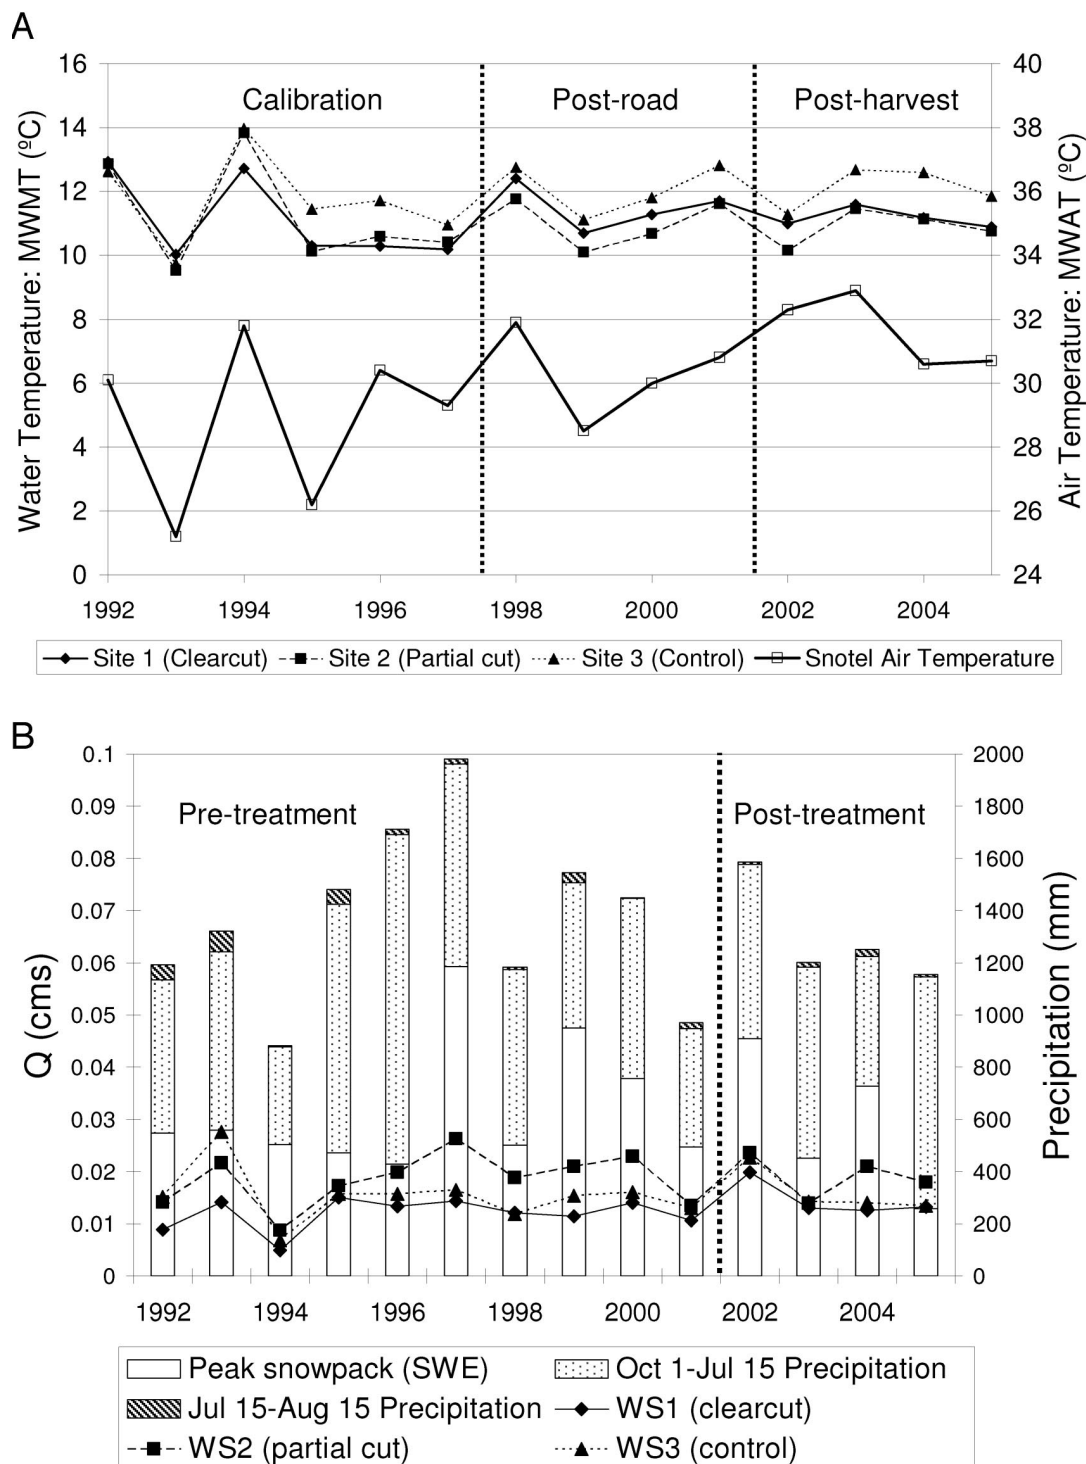 A
16 40
Calibration Post-road Post-harvest
14 38
12 36
10 34
8 32
6 30
4 28
2 26
0 24
Water Temperature: MWMT (ºC)
Air Temperature: MWAT (ºC)
1992 1994 1996 1998 2000 2002 2004
Site 1 (Clearcut) Site 2 (Partial cut) Site 3 (Control) Snotel Air Temperature
B
0.1 2000
0.09 1800
Pre-treatment Post-treatment
0.08 1600
0.07 1400
0.06 1200
0.05 1000
0.04 800
0.03 600
0.02 400
0.01 200
0 0
Q (cms)
Precipitation (mm)
1992 1994 1996 1998 2000 2002 2004
Peak snowpack (SWE) Oct 1-Jul 15 Precipitation
Jul 15-Aug 15 Precipitation WS1 (clearcut)
WS2 (partial cut) WS3 (control)